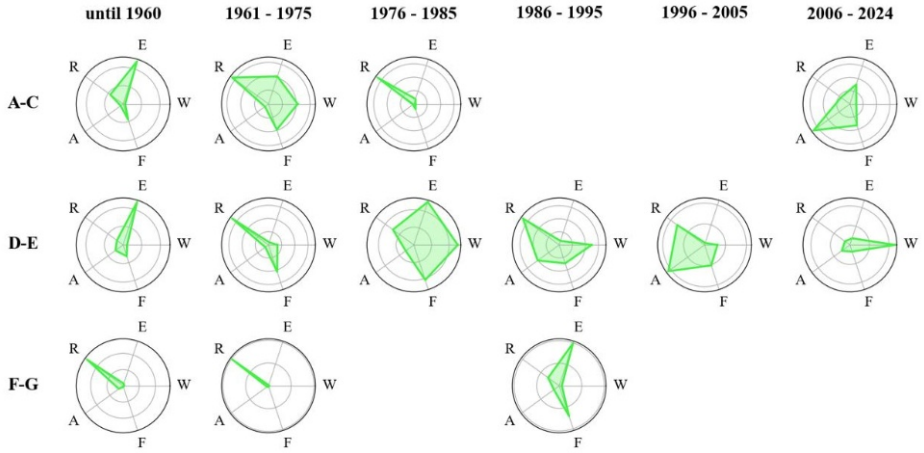 until 1960 1961 - 1975 1976 - 1985 1986 - 1995 1996 - 2005 2006 - 2024
E E E E
R R R R
A-C W W W W
A A A A
F F F F
E E E E E E
R R R R R R
D-E W W W W W W
A A A A A A
F F F F F F
E E E
R R R
F-G W W W
A A A
F F F